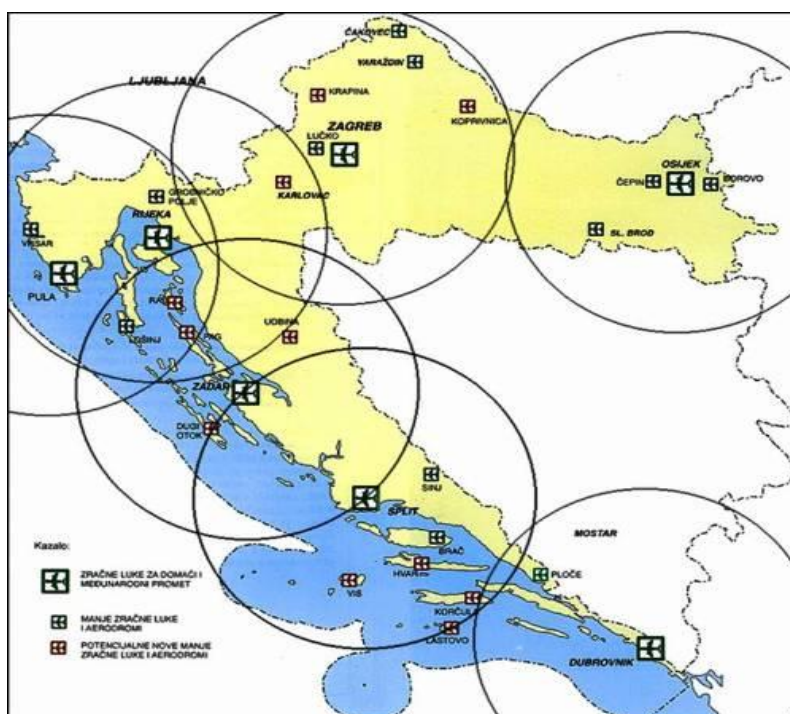 ČAKOVEC
VARAŽDIN
LJUBLJANA
KRAPINA
KOPRIVNICA
ZAGREB
LUČKO
OSIJEK
ČEPIN
BOROVO
KARLOVAC
GROBNIČKO
POLJE
RIJEKA
VRSAR
SL. BROD
PULA
RAB
LOŠINJ
PAG
UDBINA
ZADAR
DUGI
OTOK
SINJ
SPLIT
MOSTAR
BRAČ
HVAR
PLOČE
VIS
KORČULA
LASTOVO
DUBROVNIK
Kazalo:
ZRAČNE LUKE ZA DOMAĆI I
MEĐUNARODNI PROMET
MANJE ZRAČNE LUKE
I AERODROMI
POTENCIJALNE NOVE MANJE
ZRAČNE LUKE I AERODROMI